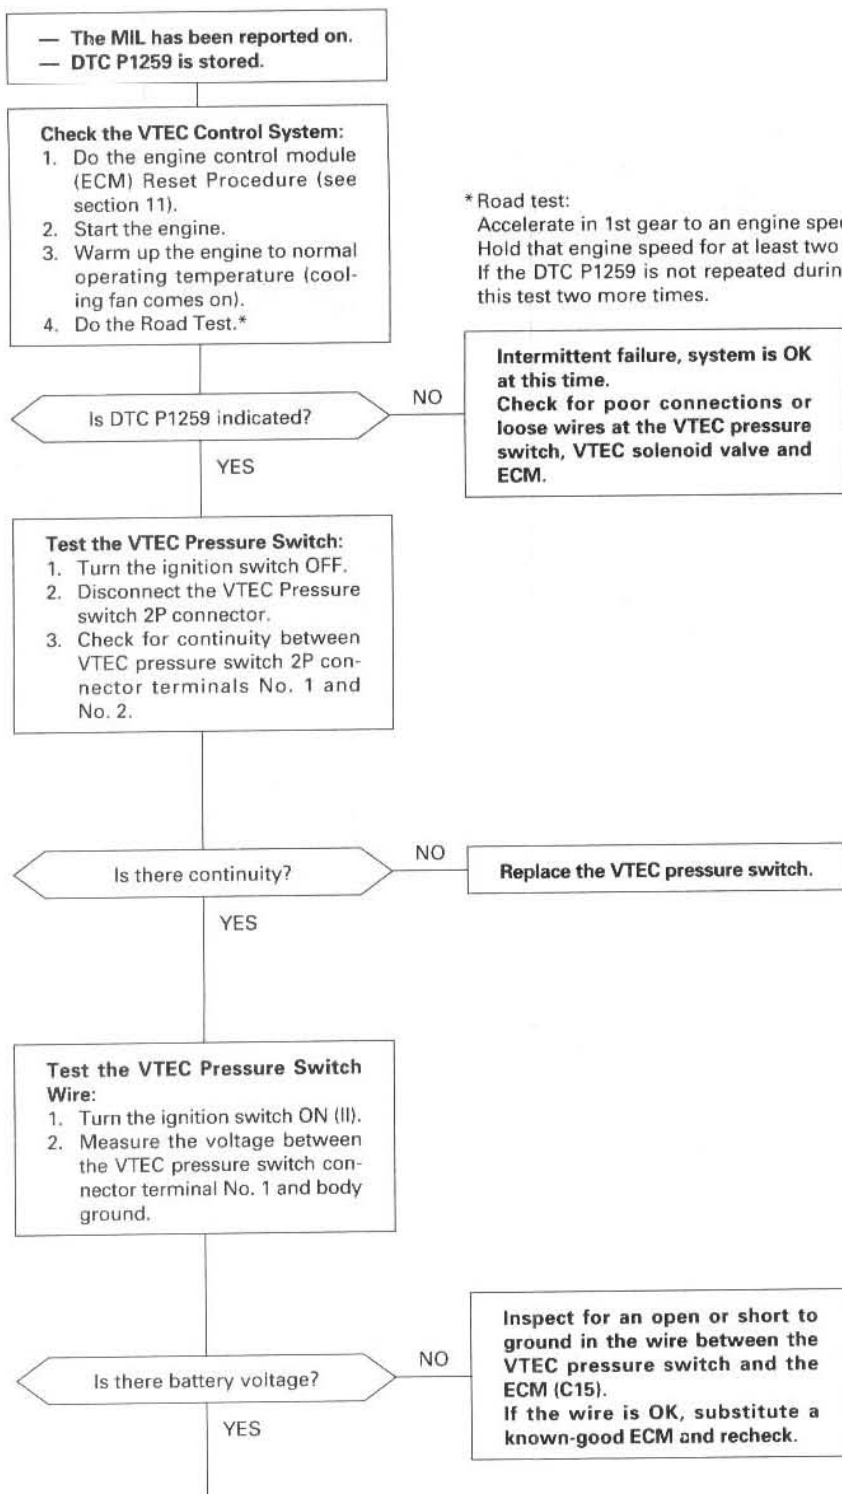 — The MIL has been reported on.
— DTC P1259 is stored.
Check the VTEC Control System:
1. Do the engine control module
(ECM) Reset Procedure (see
section 11).
2. Start the engine.
3. Warm up the engine to normal
operating temperature (cool-
ing fan comes on).
4. Do the Road Test.*
* Road test:
Accelerate in 1st gear to an engine
Hold that engine speed for at least two
If the DTC P1259 is not repeated
this test two more times.
Is DTC P1259 indicated?
NO
Intermittent failure, system is OK
at this time.
Check for poor connections or
loose wires at the VTEC pressure
switch, VTEC solenoid valve and
ECM.
YES
Test the VTEC Pressure Switch:
1. Turn the ignition switch OFF.
2. Disconnect the VTEC Pressure
switch 2P connector.
3. Check for continuity between
VTEC pressure switch 2P con-
nector terminals No. 1 and
No. 2.
Is there continuity?
NO
Replace the VTEC pressure switch.
YES
Test the VTEC Pressure Switch
Wire:
1. Turn the ignition switch ON (II).
2. Measure the voltage between
the VTEC pressure switch con-
nector terminal No. 1 and body
ground.
Is there battery voltage?
NO
Inspect for an open or short to
ground in the wire between the
VTEC pressure switch and the
ECM (C15).
If the wire is OK, substitute a
known-good ECM and recheck.
YES